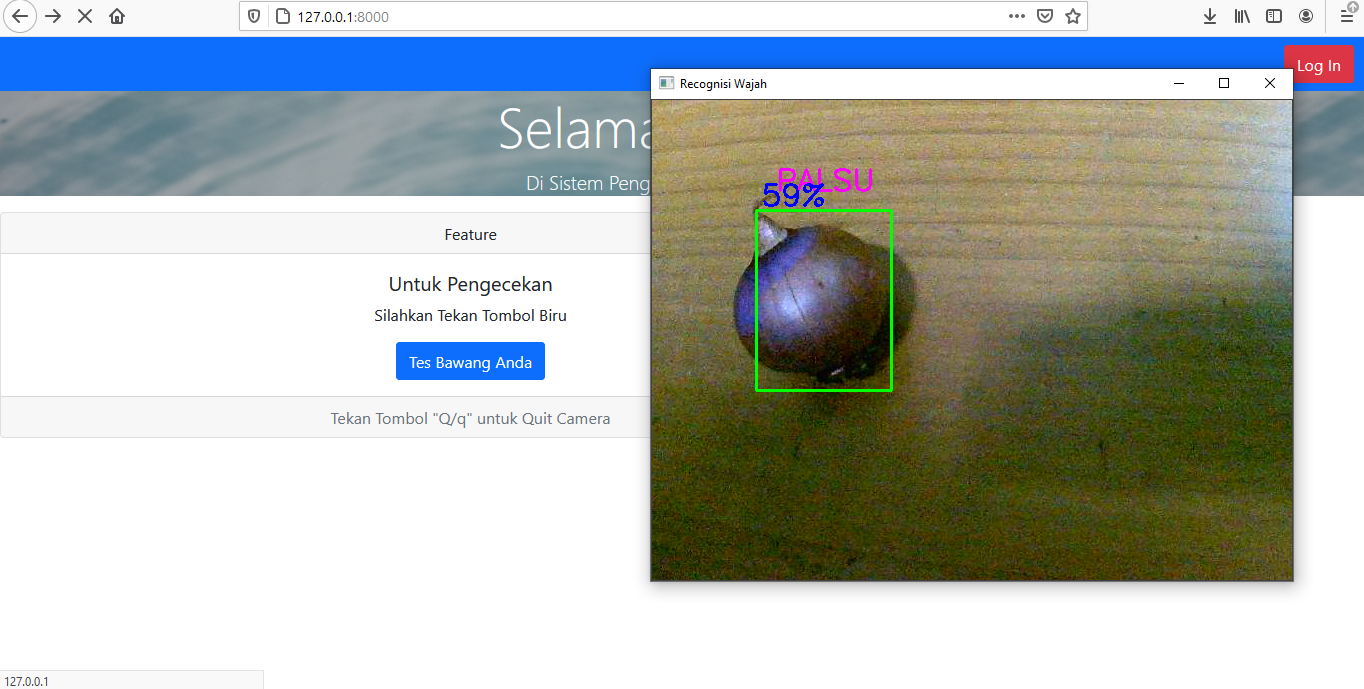 127.0.0.1:8000
Log In
Recognisi Wajah
Selama
Di Sistem Peng
PALSU
59%
Feature
Untuk Pengecekan
Silahkan Tekan Tombol Biru
Tes Bawang Anda
Tekan Tombol "Q/q" untuk Quit Camera
127.0.0.1